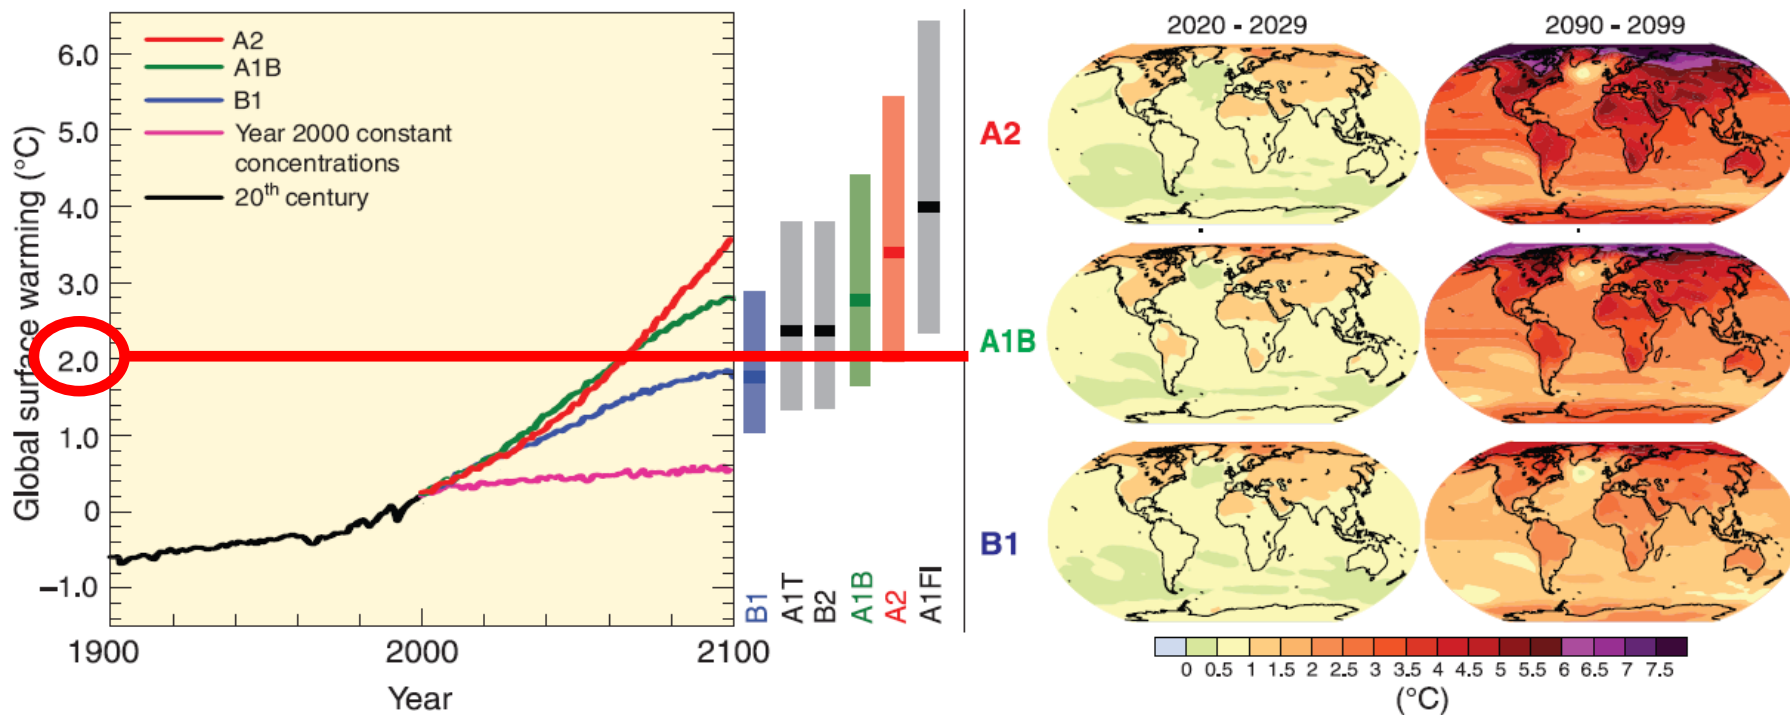 Global surface warming (°C)
6.0
5.0
4.0
3.0
2.0
1.0
0
–1.0
A2
A1B
B1
Year 2000 constant
concentrations
20th century
1900
2000
2100
Year
B1
A1T
B2
A1B
A2
A1FI
2020 - 2029
2090 - 2099
A2
A1B
B1
0 0.5 1 1.5 2 2.5 3 3.5 4 4.5 5 5.5 6 6.5 7 7.5
(°C)